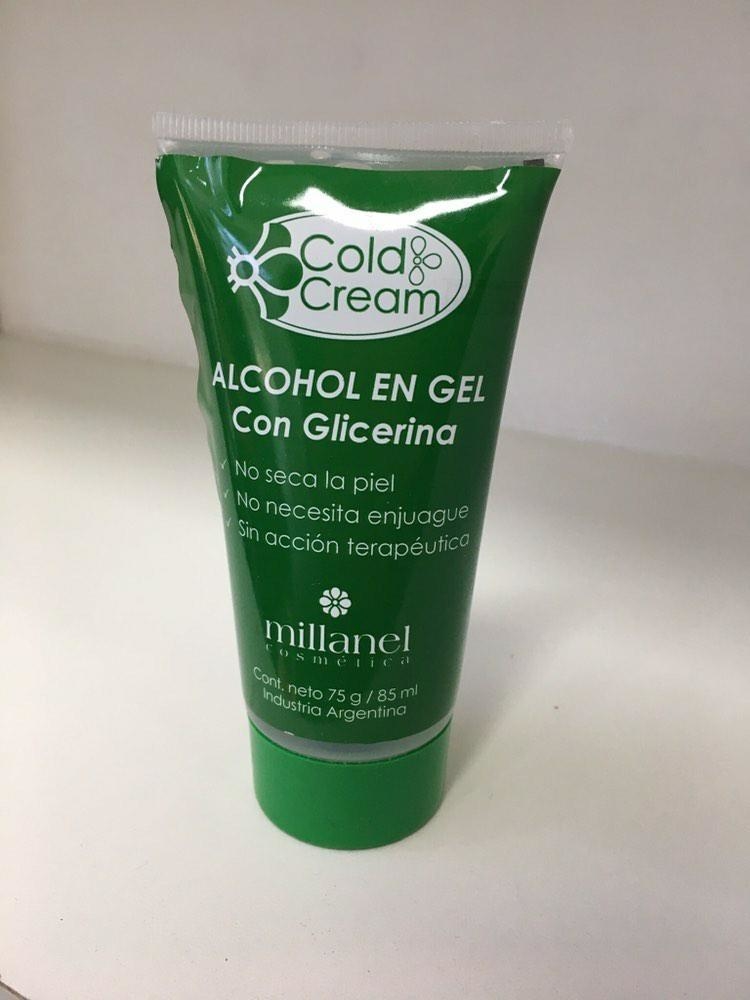 Cold
Cream
ALCOHOL EN GEL
Con Glicerina
✓ No seca la piel
✓ No necesita enjuague
✓ Sin acción terapéutica
millanel
cosmética
Cont. neto 75 g / 85 ml
Industria Argentina